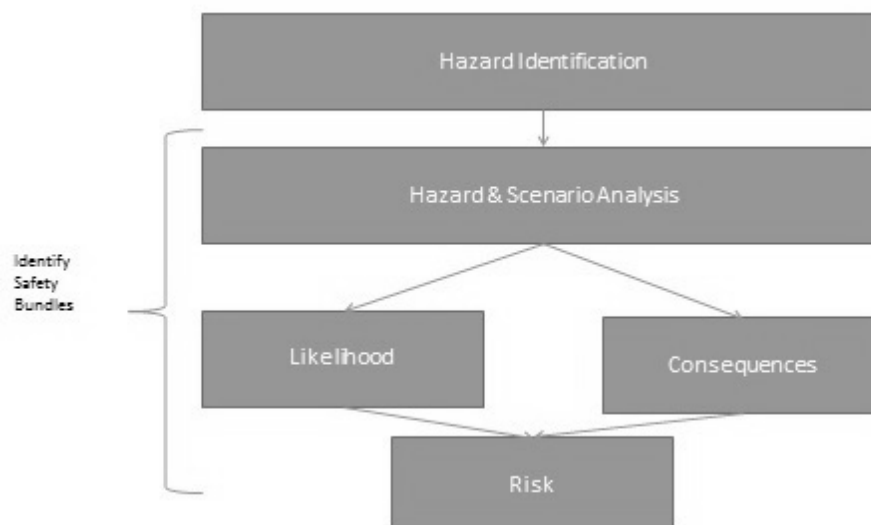 Hazard Identification
Hazard & Scenario Analysis
Identify
Safety
Bundles
Likelihood
Consequences
Risk